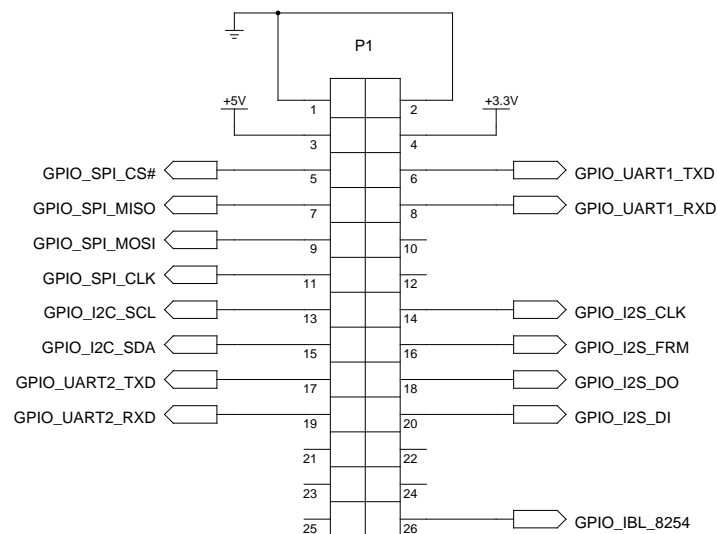 P1
1
2
+5V
+3.3V
3
4
GPIO_SPI_CS#
5
6
GPIO_UART1_TXD
GPIO_SPI_MISO
7
8
GPIO_UART1_RXD
GPIO_SPI_MOSI
9
10
GPIO_SPI_CLK
11
12
GPIO_I2C_SCL
13
14
GPIO_I2S_CLK
GPIO_I2C_SDA
15
16
GPIO_I2S_FRM
GPIO_UART2_TXD
17
18
GPIO_I2S_DO
GPIO_UART2_RXD
19
20
GPIO_I2S_DI
21
22
23
24
25
26
GPIO_IBL_8254